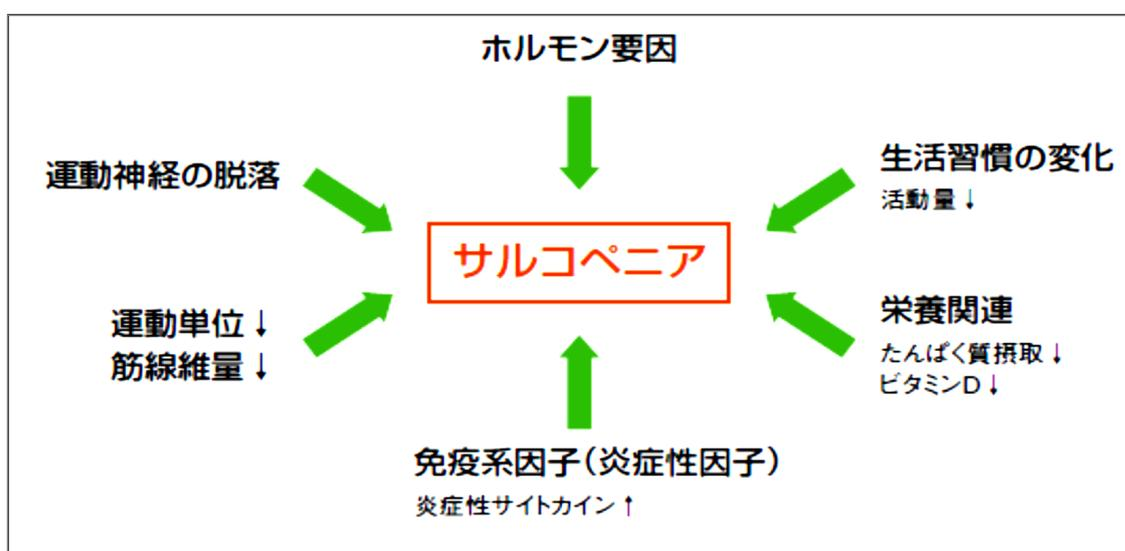 ホルモン要因
運動神経の脱落
生活習慣の変化
活動量↓
サルコペニア
運動単位↓
筋線維量↓
栄養関連
たんぱく質摂取↓
ビタミンD↓
免疫系因子（炎症性因子）
炎症性サイトカイン↑